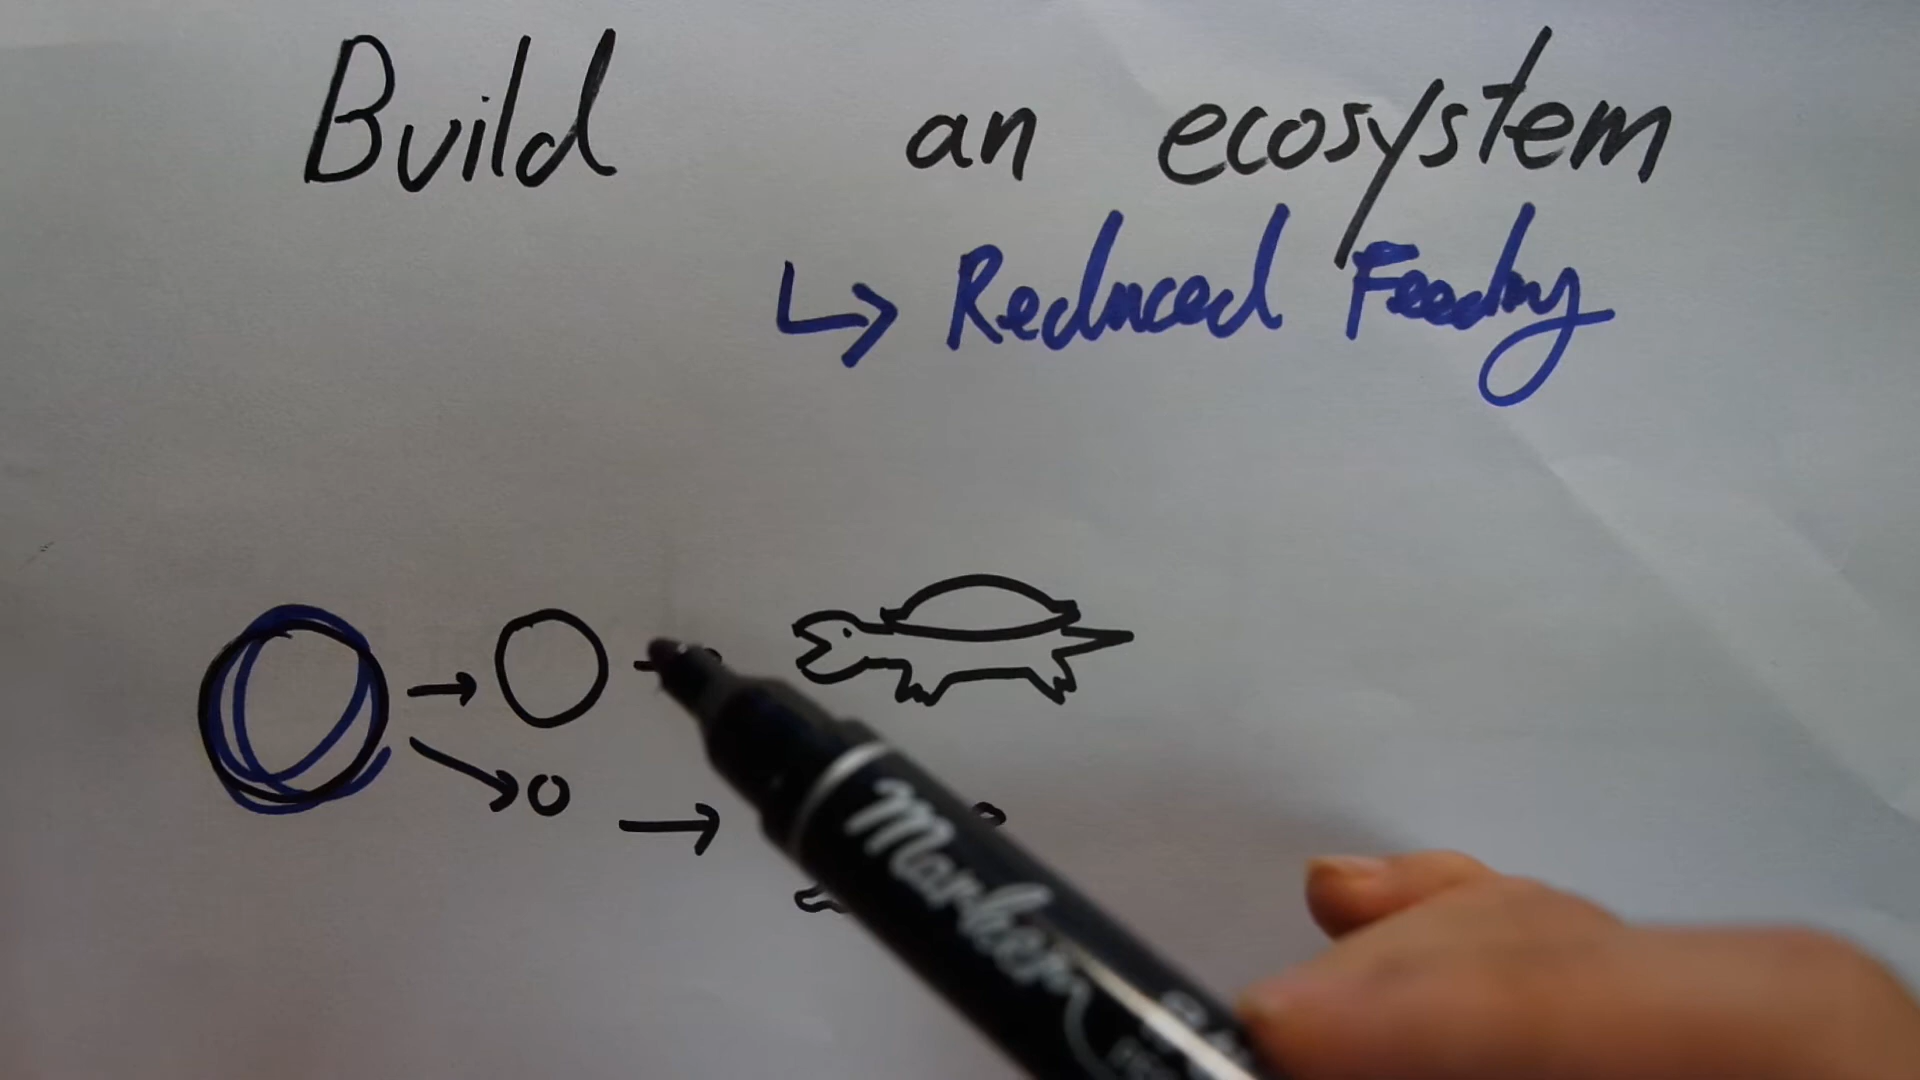 Build an ecosystem
↳ Reduced Feeding
Marker